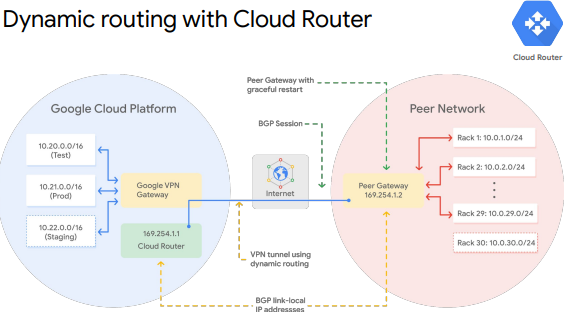 Dynamic routing with Cloud Router
Cloud Router
Peer Gateway with
graceful restart
Google Cloud Platform
Peer Network
BGP Session
10.20.0.0/16
(Test)
10.21.0.0/16
(Prod)
10.22.0.0/16
(Staging)
Google VPN
Gateway
169.254.1.1
Cloud Router
Internet
Peer Gateway
169.254.1.2
Rack 1: 10.0.1.0/24
Rack 2: 10.0.2.0/24
Rack 29: 10.0.29.0/24
Rack 30: 10.0.30.0/24
VPN tunnel using
dynamic routing
BGP link-local
IP addressses